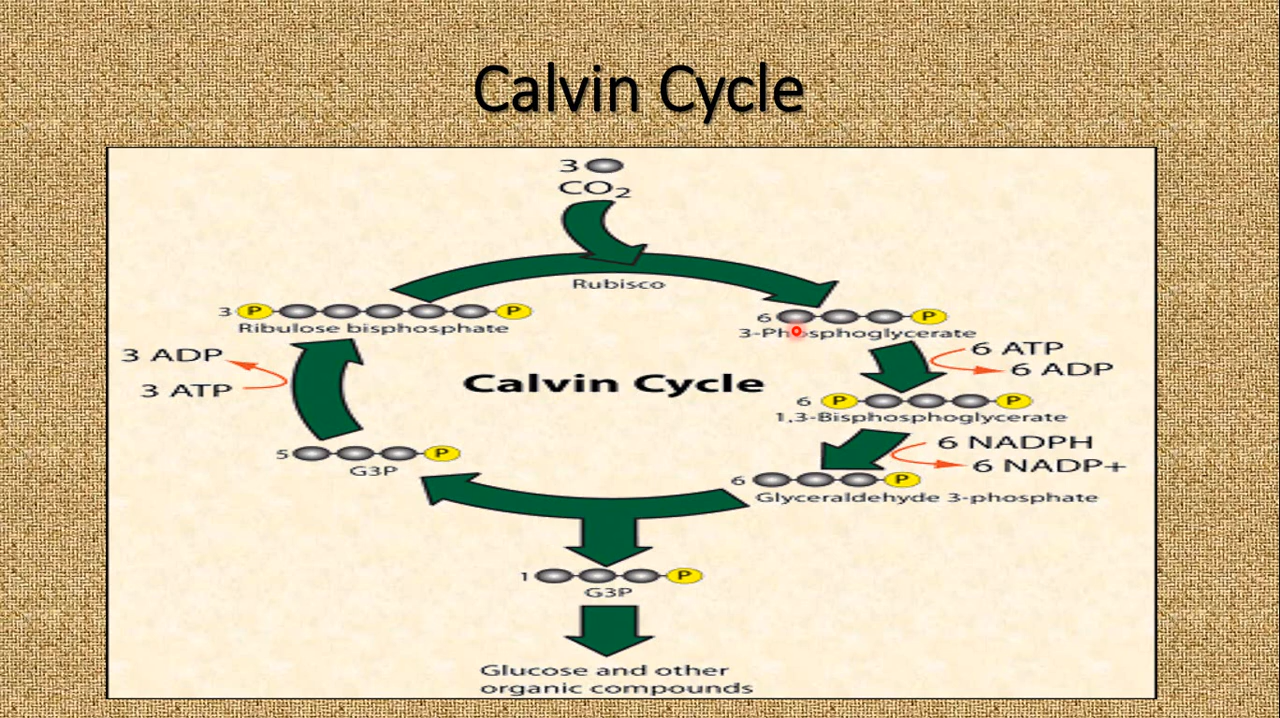 Calvin Cycle
3
CO2
Rubisco
3 P P
Ribulose bisphosphate
6 P
3-Phosphoglycerate
3 ADP
3 ATP
6 ATP
6 ADP
Calvin Cycle
6 P P
1,3-Bisphosphoglycerate
6 NADPH
6 NADP+
5 P
G3P
6 P
Glyceraldehyde 3-phosphate
1 P
G3P
Glucose and other
organic compounds